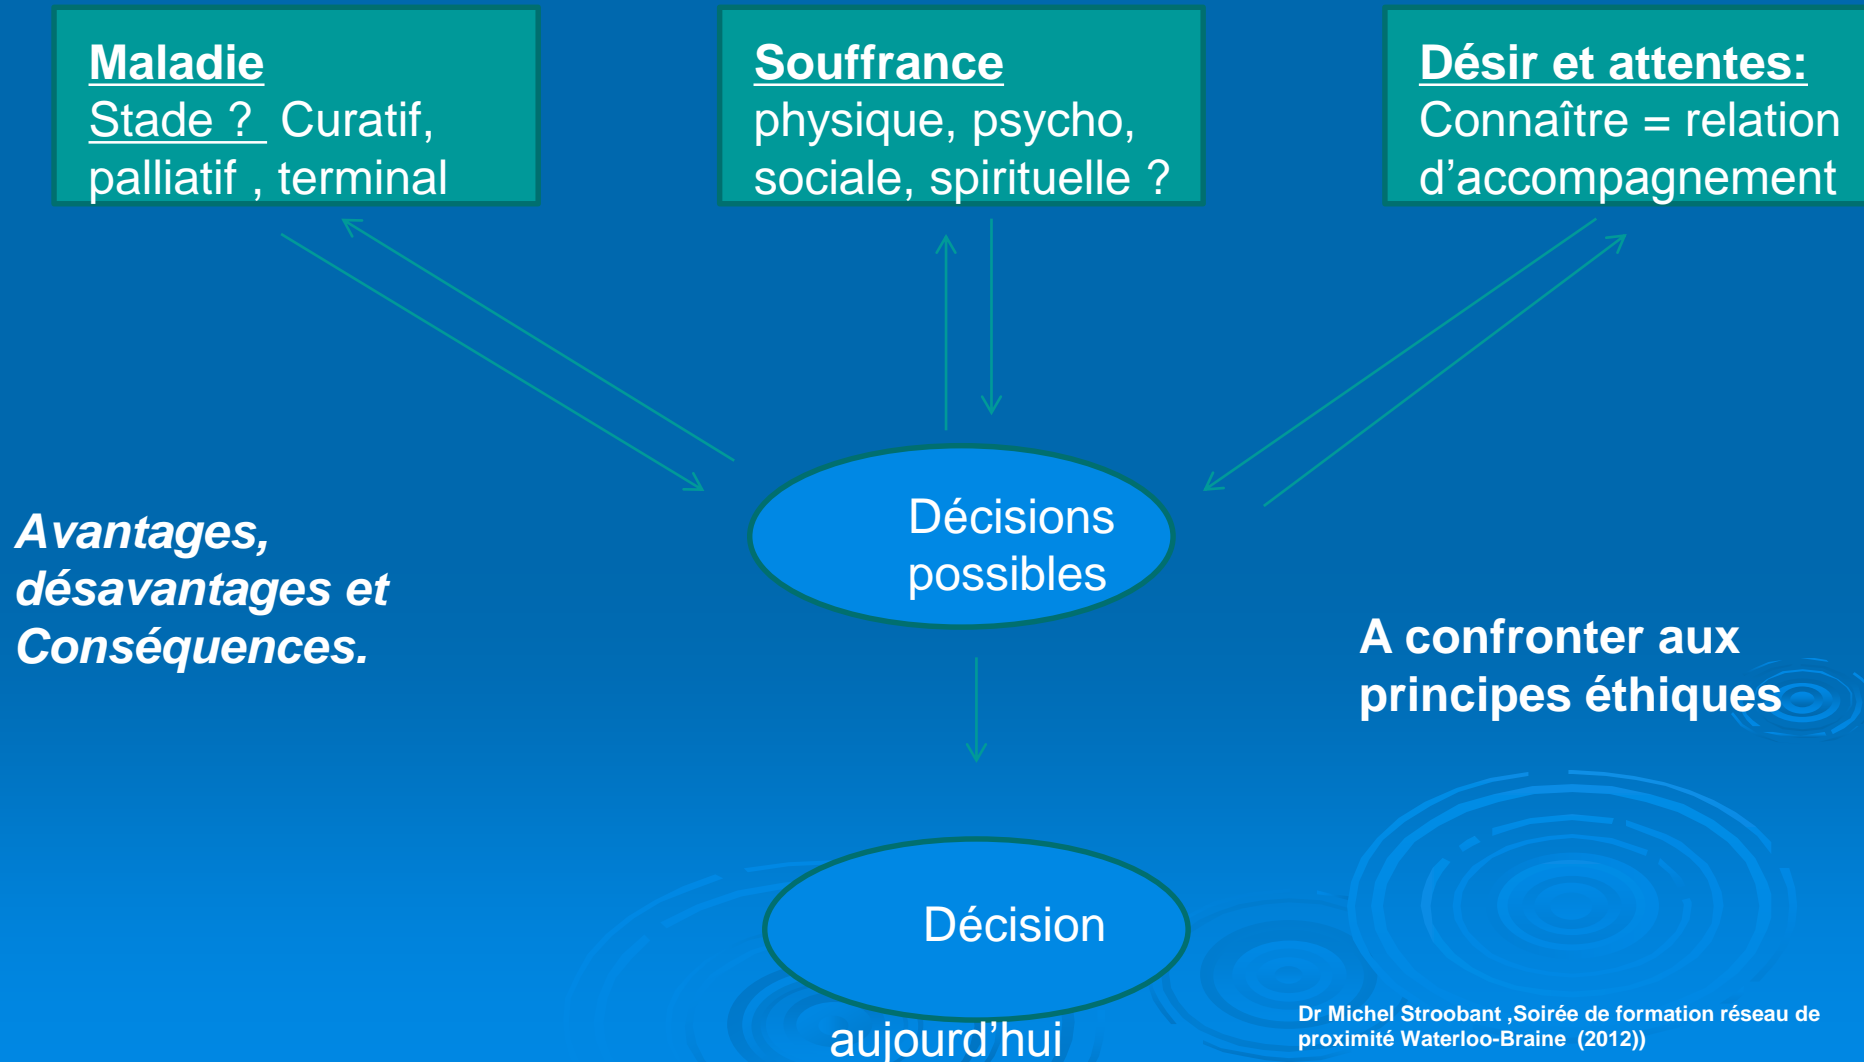 Maladie
Stade ? Curatif,
palliatif , terminal
Souffrance
physique, psycho,
sociale, spirituelle ?
Désir et attentes:
Connaître = relation
d’accompagnement
Décisions
possibles
Avantages,
désavantages et
Conséquences.
A confronter aux
principes éthiques
Décision
aujourd’hui
Dr Michel Stroobant ,Soirée de formation réseau de
proximité Waterloo-Braine (2012))